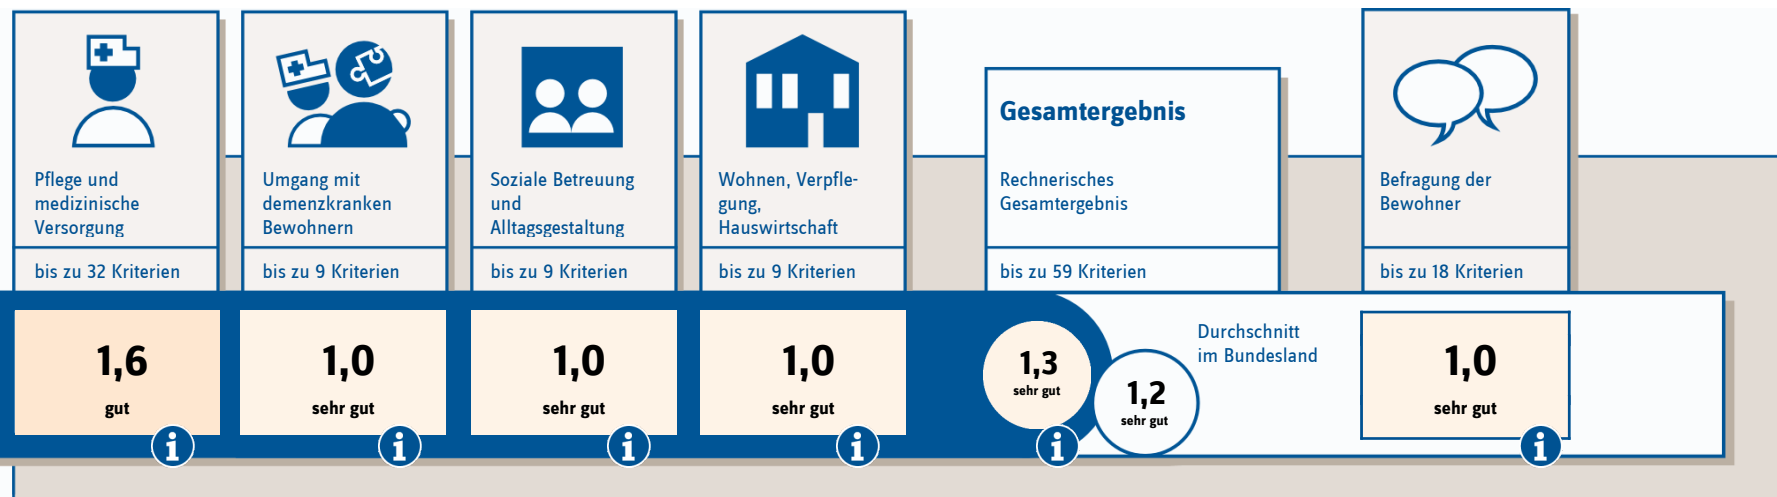 Pflege und
medizinische
Versorgung
bis zu 32 Kriterien
1,6
gut
Umgang mit
demenzkranken
Bewohnern
bis zu 9 Kriterien
1,0
sehr gut
Soziale Betreuung
und
Alltagsgestaltung
bis zu 9 Kriterien
1,0
sehr gut
Wohnen, Verpfle-
gung,
Hauswirtschaft
bis zu 9 Kriterien
1,0
sehr gut
Gesamtergebnis
Rechnerisches
Gesamtergebnis
bis zu 59 Kriterien
1,3
sehr gut
1,2
sehr gut
Durchschnitt
im Bundesland
Befragung der
Bewohner
bis zu 18 Kriterien
1,0
sehr gut